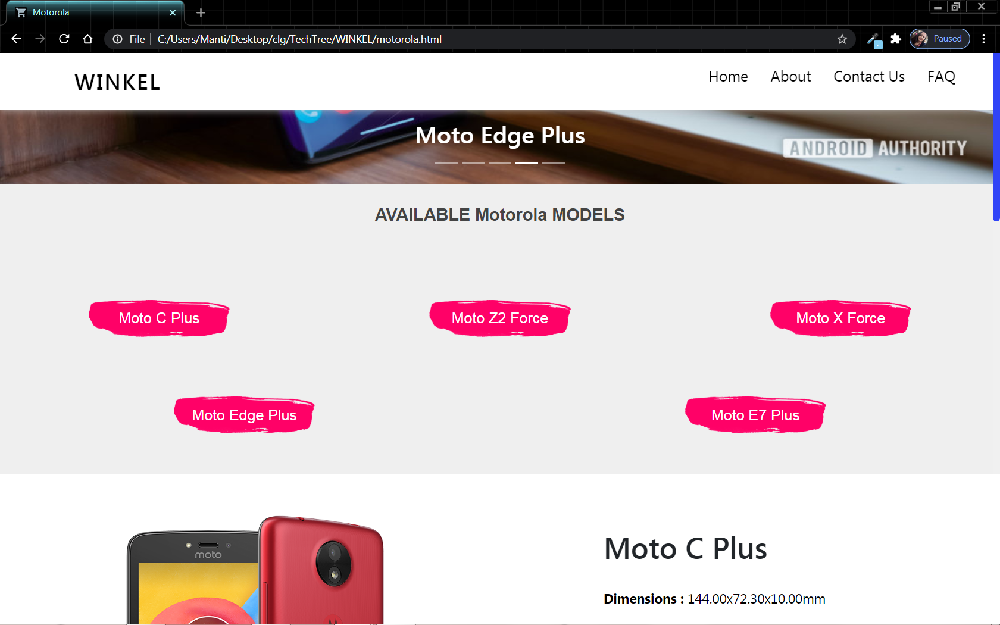 Motorola
File
C:/Users/Manti/Desktop/clg/TechTree/WINKEL/motorola.html
Paused
WINKEL
Home
About
Contact Us
FAQ
Moto Edge Plus
ANDROID AUTHORITY
AVAILABLE Motorola MODELS
Moto C Plus
Moto Z2 Force
Moto X Force
Moto Edge Plus
Moto E7 Plus
moto
Moto C Plus
Dimensions : 144.00x72.30x10.00mm